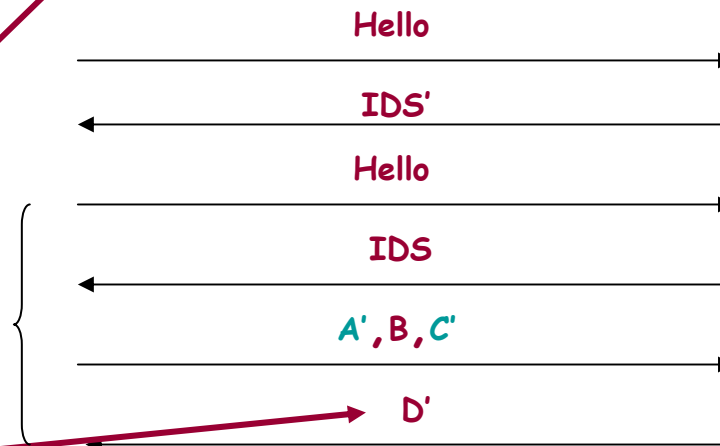 Hello
IDS'
Hello
IDS
A', B, C'
D'